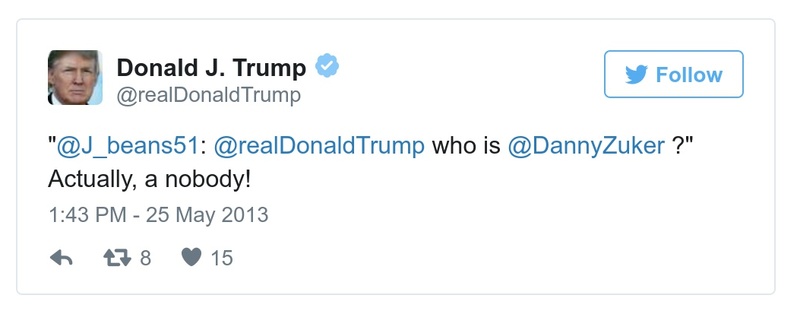 Donald J. Trump
@realDonaldTrump
Follow
"@J_beans51: @realDonaldTrump who is @DannyZuker ?"
Actually, a nobody!
1:43 PM - 25 May 2013
8 15